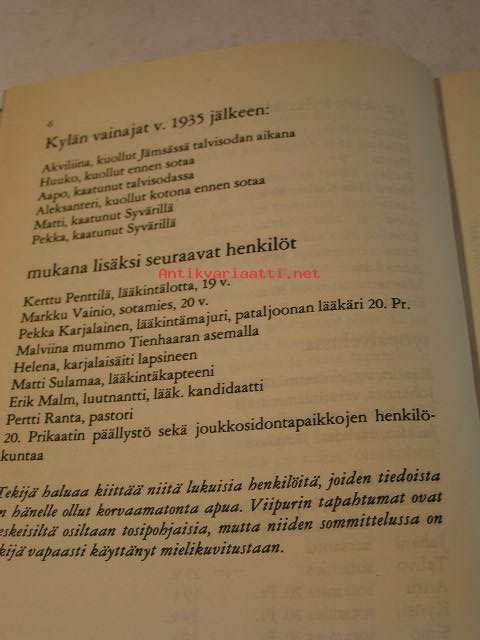 6
Kylän vainajat v. 1935 jälkeen:
Akviliina, kuollut Jämsässä talvisodan aikana
Huuko, kuollut ennen sotaa
Aapo, kaatunut talvisodassa
Aleksanteri, kuollut kotona ennen sotaa
Matti, kaatunut Syvärillä
Pekka, kaatunut Syvärillä
mukana lisäksi seuraavat henkilöt
Antikvariaatti.net
Kerttu Penttilä, lääkintälotta, 19 v.
Markku Vainio, sotamies, 20 v.
Pekka Karjalainen, lääkintämajuri, pataljoonan lääkäri 20. Pr.
Malviina mummo Tienhaaran asemalla
Helena, karjalaisäiti lapsineen
Matti Sulamaa, lääkintäkapteeni
Erik Malm, luutnantti, lääk. kandidaatti
Pertti Ranta, pastori
20. Prikaatin päällystö sekä joukkosidontapaikkojen henkilö-
kuntaa
Tekijä haluaa kiittää niitä lukuisia henkilöitä, joiden tiedoista
n hänelle ollut korvaamatonta apua. Viipurin tapahtumat ovat
eskeisiltä osiltaan tosipohjaisia, mutta niiden sommittelussa on
kijä vapaasti käyttänyt mielikuvitustaan.